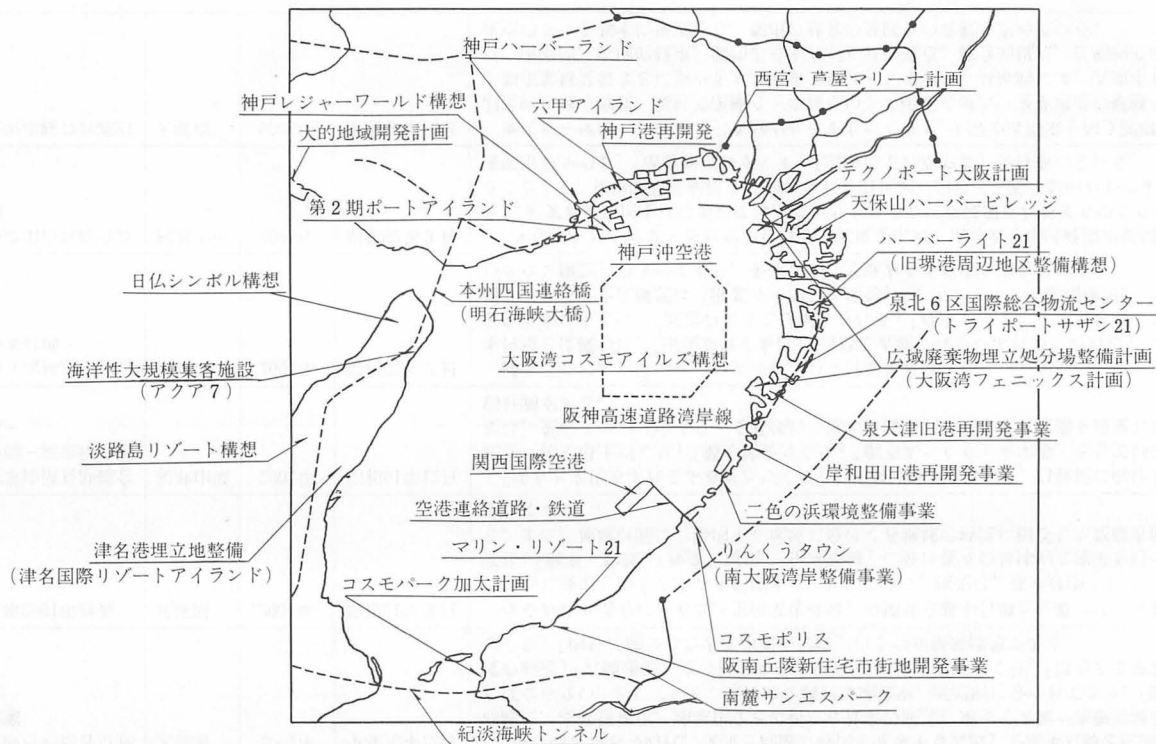 神戸ハーバーランド
西宮・芦屋マリーナ計画
神戸レジャーワールド構想
六甲アイランド
大的地域開発計画
神戸港再開発
テクノポート大阪計画
天保山ハーバービレッジ
第2期ポートアイランド
ハーバーライト21
(旧堺港周辺地区整備構想)
神戸沖空港
日仏シンボル構想
本州四国連絡橋
(明石海峡大橋)
泉北6区国際総合物流センター
(トライポートサザン21)
大阪湾コスモアイルズ構想
広域廃棄物埋立処分場整備計画
(大阪湾フェニックス計画)
海洋性大規模集客施設
(アクア7)
阪神高速道路湾岸線
泉大津旧港再開発事業
淡路島リゾート構想
関西国際空港
岸和田旧港再開発事業
空港連絡道路・鉄道
二色の浜環境整備事業
津名港埋立地整備
(津名国際リゾートアイランド)
マリン・リゾート21
りんくうタウン
(南大阪湾岸整備事業)
コスモパーク加太計画
コスモポリス
阪南丘陵新住宅市街地開発事業
南麓サンエストパーク
紀淡海峡トンネル